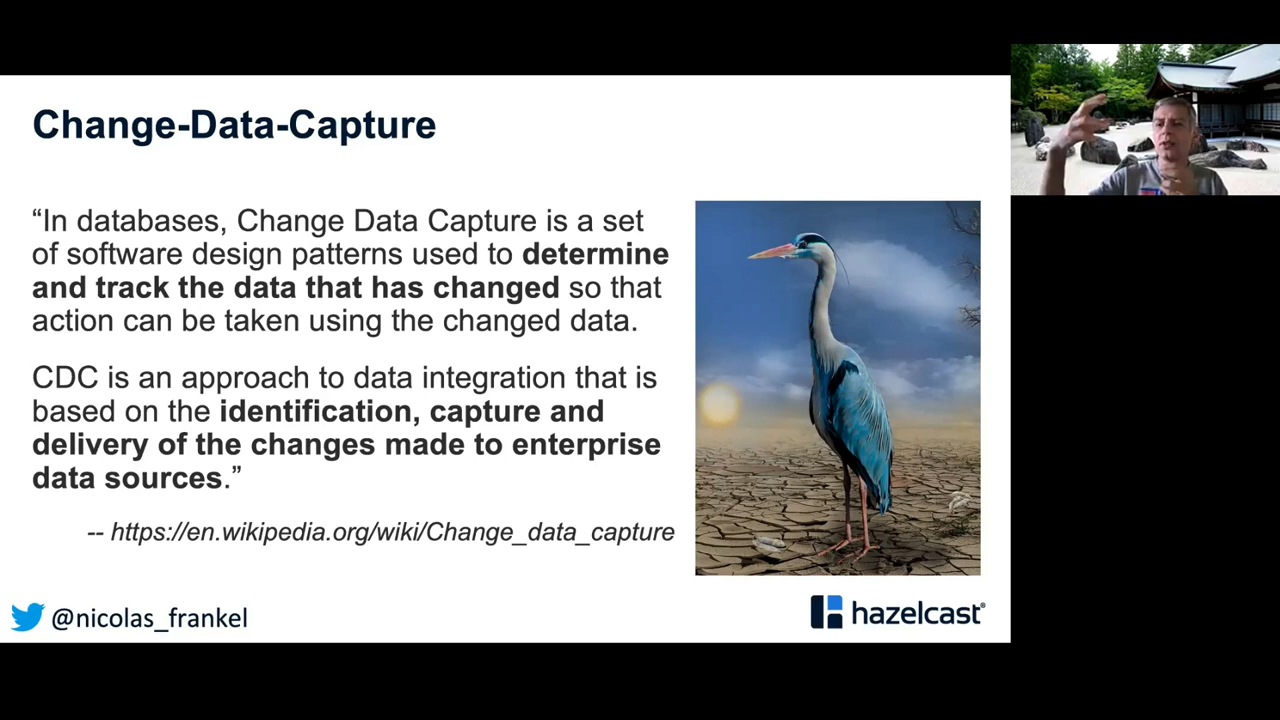 Change-Data-Capture
“In databases, Change Data Capture is a set
of software design patterns used to determine
and track the data that has changed so that
action can be taken using the changed data.
CDC is an approach to data integration that is
based on the identification, capture and
delivery of the changes made to enterprise
data sources.”
-- https://en.wikipedia.org/wiki/Change_data_capture
@nicolas_frankel
hazelcast®